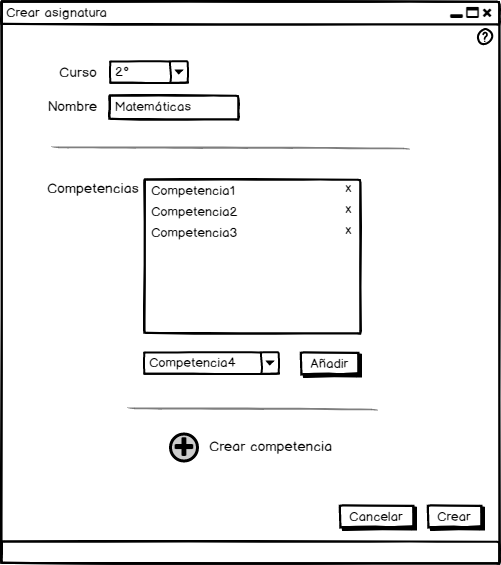 Crear asignatura
?
Curso 2°
Nombre Matemáticas
Competencias
Competencia1 x
Competencia2 x
Competencia3 x
Competencia4 Añadir
Crear competencia
Cancelar Crear